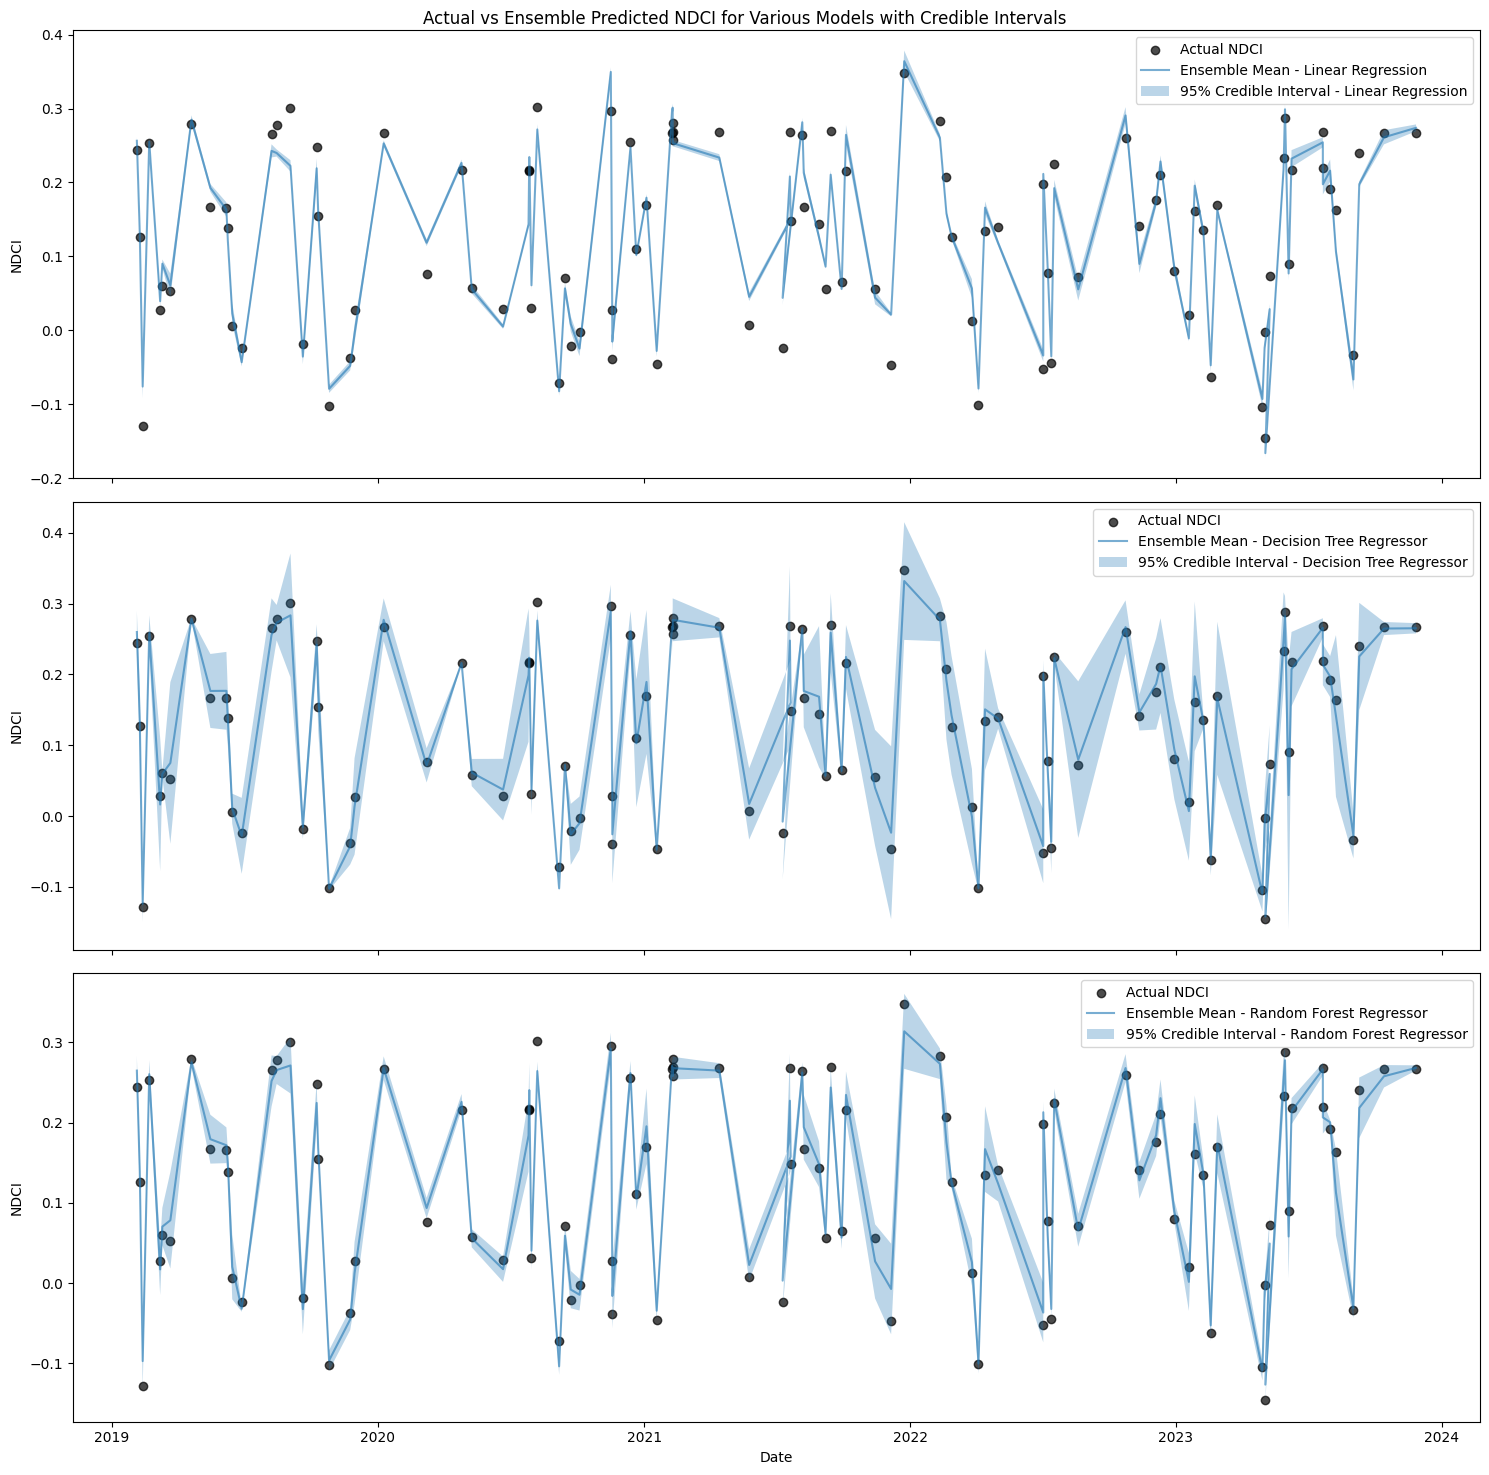 Actual vs Ensemble Predicted NDCI for Various Models with Credible Intervals
0.4
0.3
0.2
0.1
0.0
−0.1
−0.2
NDCI
Actual NDCI
Ensemble Mean - Linear Regression
95% Credible Interval - Linear Regression
0.4
0.3
0.2
0.1
0.0
−0.1
NDCI
Actual NDCI
Ensemble Mean - Decision Tree Regressor
95% Credible Interval - Decision Tree Regressor
0.3
0.2
0.1
0.0
−0.1
NDCI
Actual NDCI
Ensemble Mean - Random Forest Regressor
95% Credible Interval - Random Forest Regressor
2019 2020 2021 2022 2023 2024
Date